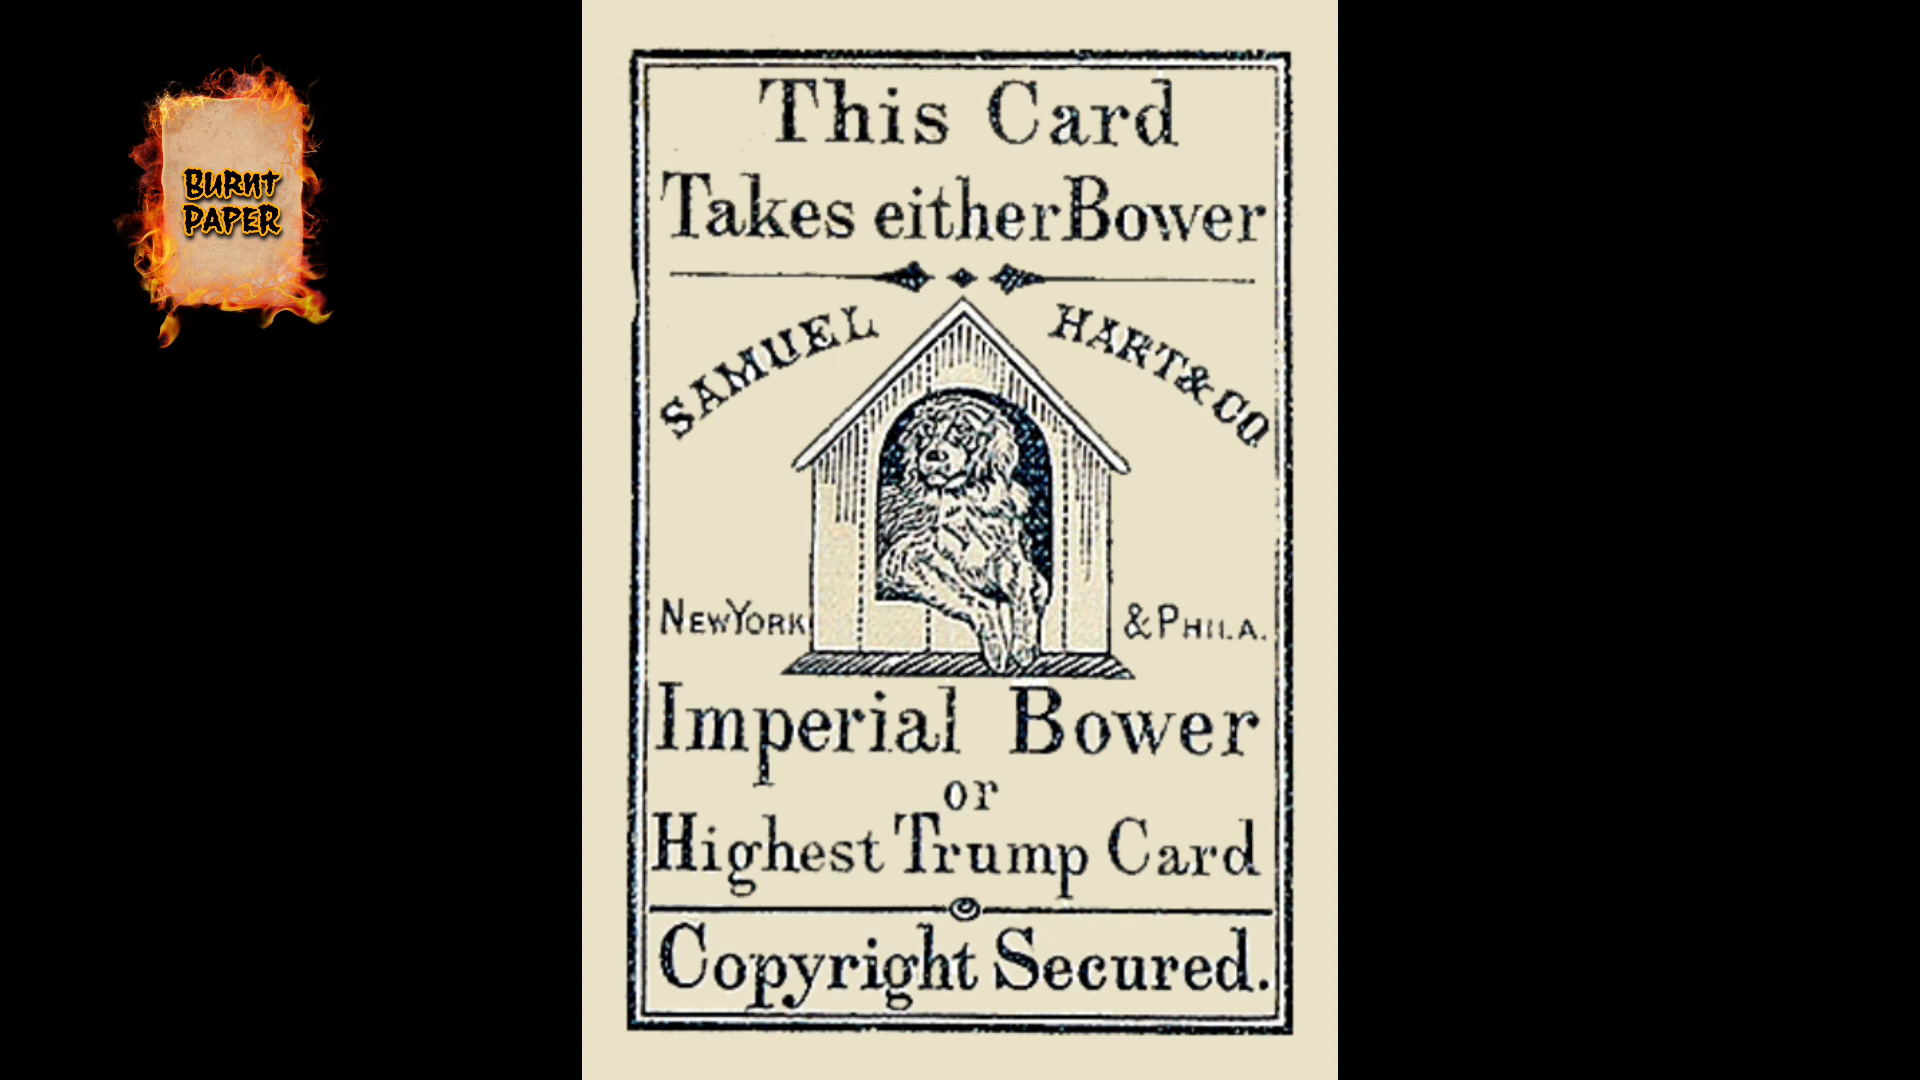 BURNT
PAPER
This Card
Takes either Bower
SAMUEL HART & CO
NEW YORK & PHILA.
Imperial Bower
or
Highest Trump Card
Copyright Secured.